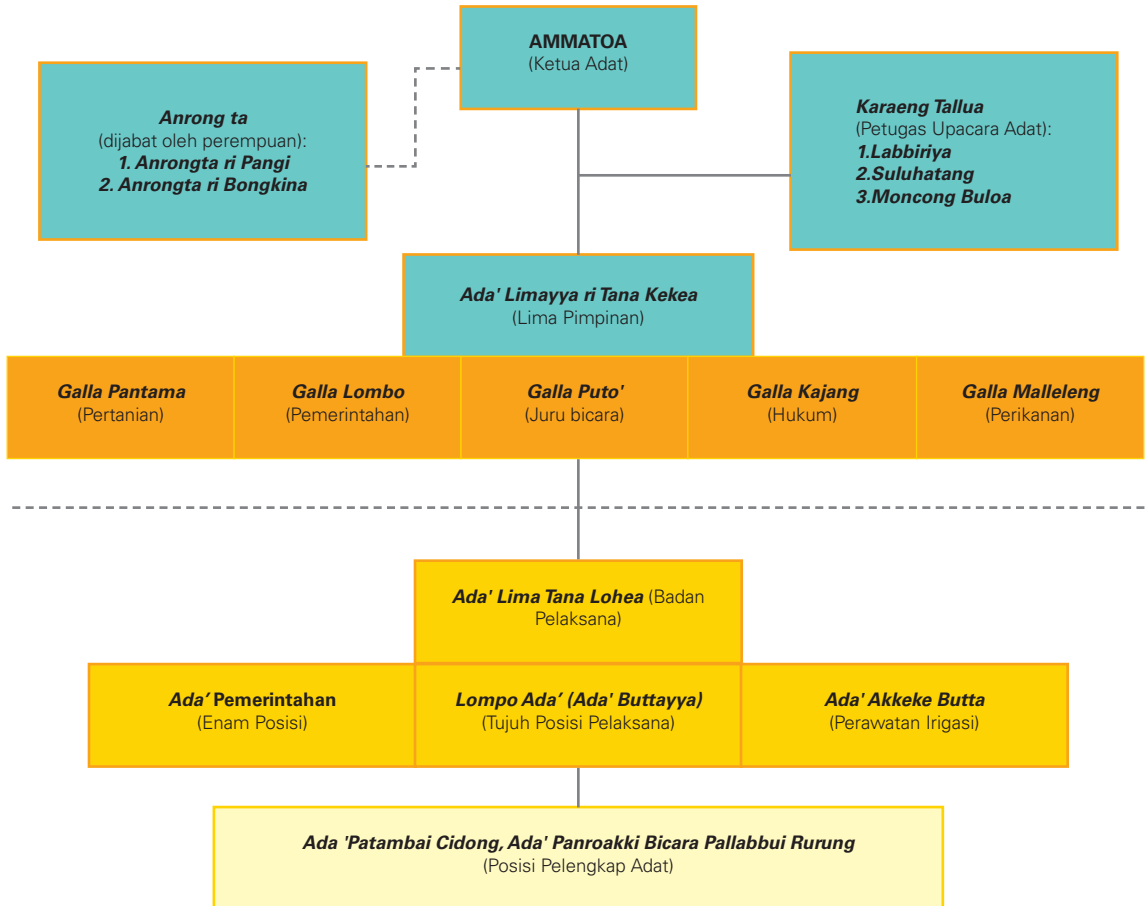 AMMATOA
(Ketua Adat)
Anrong ta
(dijabat oleh perempuan):
1. Anrongta ri Pangi
2. Anrongta ri Bongkina
Karaeng Tallua
(Petugas Upacara Adat):
1.Labbiriya
2.Suluhatang
3.Moncong Buloa
Ada' Limayya ri Tana Kekea
(Lima Pimpinan)
Galla Pantama
(Pertanian)
Galla Lombo
(Pemerintahan)
Galla Puto'
(Juru bicara)
Galla Kajang
(Hukum)
Galla Malleleng
(Perikanan)
Ada' Lima Tana Lohea (Badan
Pelaksana)
Ada’ Pemerintahan
(Enam Posisi)
Lompo Ada’ (Ada' Buttayya)
(Tujuh Posisi Pelaksana)
Ada' Akkeke Butta
(Perawatan Irigasi)
Ada 'Patambai Cidong, Ada' Panroakki Bicara Pallabbui Rurung
(Posisi Pelengkap Adat)